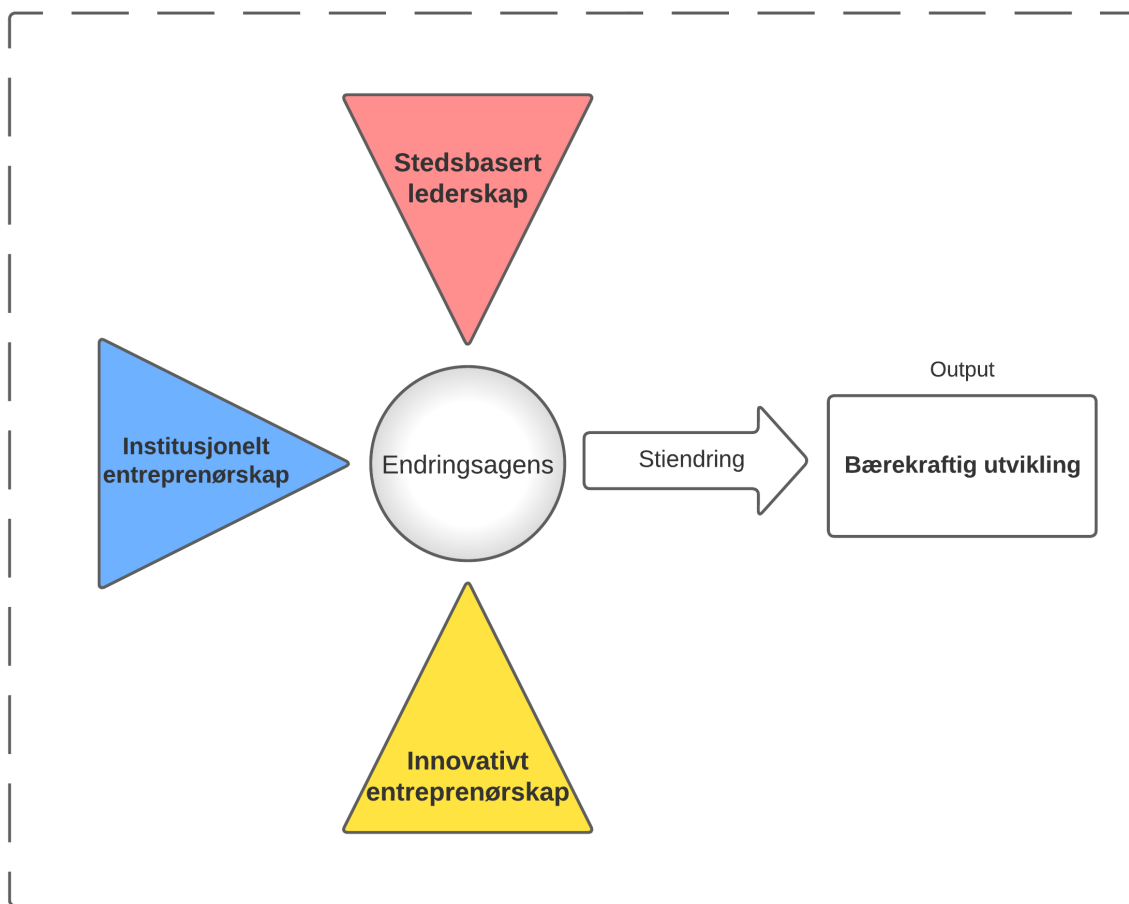 Stedsbasert
lederskap
Institusjonelt
entreprenørskap
Endringsagens
Stiendring
Output
Bærekraftig utvikling
Innovativt
entreprenørskap